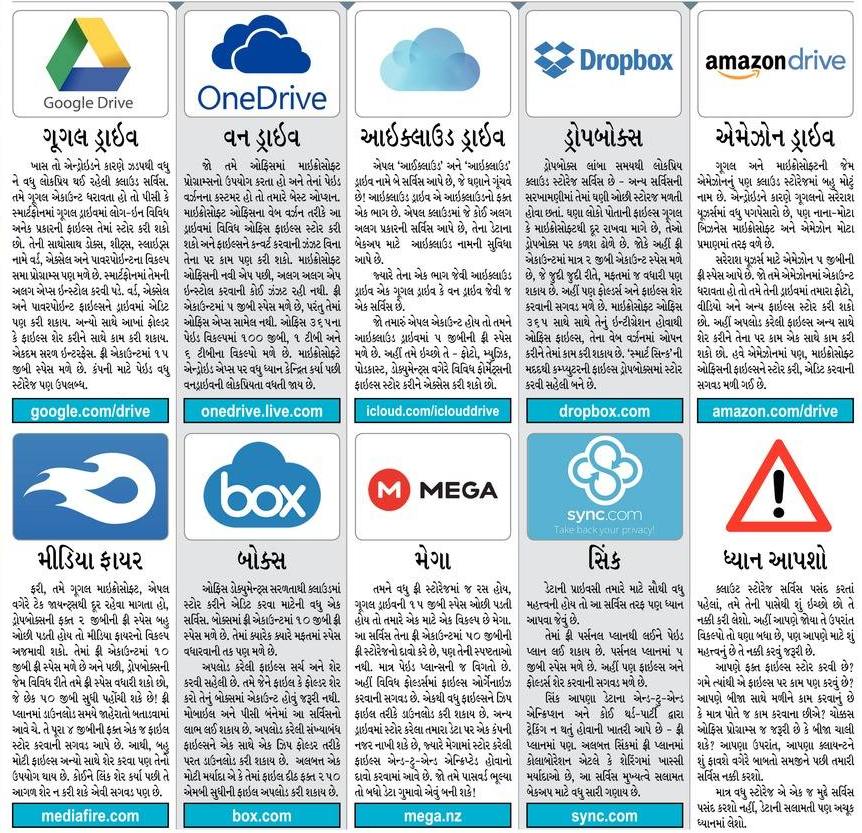 Google Drive
ગૂગલ ડ્રાઇવ
ખાસ તો એન્ડ્રોઇડને કારણે ઝડપથી વધુ
ને વધુ લોકપ્રિય થઈ રહેલી ક્લાઉડ સર્વિસ.
તમે ગૂગલ એકાઉન્ટ ધરાવતા હો તો પીસી કે
સ્માર્ટફોનમાં ગૂગલ ડ્રાઇવમાં લોગ-ઇન વિવિધ
અનેક પ્રકારની ફાઇલ્સ તેમાં સ્ટોર કરી શકો
છો. તેની સાથોસાથ ડોક્સ, શીટ્સ, સ્લાઇડ્સ
નામે વર્ડ, એક્સેલ અને પાવરપોઇન્ટના વિકલ્પ
સમા પ્રોગ્રામ્સ પણ મળે છે. સ્માર્ટફોનમાં તેમની
અલગ એપ્સ ઇન્સ્ટોલ કરવી પડે. વર્ડ, એક્સેલ
અને પાવરપોઇન્ટ ફાઇલ્સને ડ્રાઇવમાં એડિટ
પણ કરી શકાય. અન્યો સાથે આખાં ફોલ્ડર
કે ફાઇલ્સ શેર કરીને સાથે કામ કરી શકાય.
એકદમ સરળ ઇન્ટરફેસ. ફ્રી એકાઉન્ટમાં ૧૫
જીબી સ્પેસ મળે છે. કંપની માટે પેઇડ વધુ
સ્ટોરેજ પણ ઉપલબ્ધ.
google.com/drive
OneDrive
વન ડ્રાઇવ
જો તમે ઓફિસમાં માઇક્રોસોફ્ટ
પ્રોગ્રામ્સનો ઉપયોગ કરતા હો અને તેનાં પેઇડ
વર્ઝનના કસ્ટમર હો તો તમારે બેસ્ટ ઓપ્શન.
માઇક્રોસોફ્ટ ઓફિસના વેબ વર્ઝન તરીકે આ
ડ્રાઇવમાં વિવિધ ઓફિસ ફાઇલ્સ સ્ટોર કરી
શકો અને ફાઇલ્સને કન્વર્ટ કરવાની ઝંઝટ વિના
તેના પર કામ પણ કરી શકો. માઇક્રોસોફ્ટ
ઓફિસની નવી એપ પછી, અલગ અલગ એપ
ઇન્સ્ટોલ કરવાની કોઈ ઝંઝટ રહી નથી. ફ્રી
એકાઉન્ટમાં ૫ જીબી સ્પેસ મળે છે, પરંતુ તેમાં
ઓફિસ એપ્સ સામેલ નથી. ઓફિસ ૩૬૫ના
પેઇડ વિકલ્પમાં ૧૦૦ જીબી, ૧ ટીબી અને
૬ ટીબીના વિકલ્પો મળે છે. માઇક્રોસોફ્ટે
એન્ડ્રોઇડ એપ્સ પર વધુ ધ્યાન કેન્દ્રિત કર્યા પછી
વનડ્રાઇવની લોકપ્રિયતા વધતી જાય છે.
onedrive.live.com
આઇક્લાઉડ ડ્રાઇવ
એપલ 'આઇક્લાઉડ' અને 'આઇક્લાઉડ'
ડ્રાઇવ નામે બે સર્વિસ આપે છે, જે ઘણાને ગૂંચવે
છે! આઇક્લાઉડ ડ્રાઇવ એ આઇક્લાઉડનો ફક્ત
એક ભાગ છે. એપલ ક્લાઉડમાં જે કોઈ અલગ
અલગ પ્રકારની સર્વિસ આપે છે, તેના ડેટાના
બેકઅપ માટે આઇક્લાઉડ નામની સુવિધા
આપે છે.
જ્યારે તેના એક ભાગ જેવી આઇક્લાઉડ
ડ્રાઇવ એક ગૂગલ ડ્રાઇવ કે વન ડ્રાઇવ જેવી જ
એક સર્વિસ છે.
જો તમારું એપલ એકાઉન્ટ હોય તો તમને
આઇક્લાઉડ ડ્રાઇવમાં ૫ જીબીની ફ્રી સ્પેસ
મળે છે. અહીં તમે ઇચ્છો તે - ફોટો, મ્યુઝિક,
પોડકાસ્ટ, ડોક્યુમેન્ટ્સ વગેરે વિવિધ ફોર્મેટ્સની
ફાઇલ્સ સ્ટોર કરીને એક્સેસ કરી શકો છો.
icloud.com/iclouddrive
Dropbox
ડ્રોપબોક્સ
ડ્રોપબોક્સ લાંબા સમયથી લોકપ્રિય
ક્લાઉડ સ્ટોરેજ સર્વિસ છે - અન્ય સર્વિસની
સરખામણીમાં તેમાં ઘણી ઓછી સ્ટોરેજ મળતી
હોવા છતાં. ઘણા લોકો પોતાની ફાઇલ્સ ગૂગલ
કે માઇક્રોસોફ્ટથી દૂર રાખવા માગે છે, તેઓ
ડ્રોપબોક્સ પર કળશ ઢોળે છે. જોકે અહીં ફ્રી
એકાઉન્ટમાં માત્ર ૨ જીબી સ્પેસ મળે
છે, જે જુદી જુદી રીતે, મફતમાં જ વધારી પણ
શકાય છે. અહીં પણ ફોલ્ડર્સ અને ફાઇલ્સ શેર
કરવાની સગવડ મળે છે. માઇક્રોસોફ્ટ ઓફિસ
૩૬૫ સાથે સાથે તેનું ઇન્ટીગ્રેશન હોવાથી
ઓફિસ ફાઇલ્સ, તેના વેબ વર્ઝનમાં ઓપન
કરીને તેમાં કામ કરી શકાય છે. 'સ્માર્ટ સિન્ક'ની
મદદથી કમ્પ્યુટરની ફાઇલ્સ ડ્રોપબોક્સમાં સ્ટોર
કરવી સહેલી બને છે.
dropbox.com
amazon drive
એમેઝોન ડ્રાઇવ
ગૂગલ અને માઇક્રોસોફ્ટની જેમ
એમેઝોનનું પણ ક્લાઉડ સ્ટોરેજમાં બહુ મોટું
નામ છે. એન્ડ્રોઇડને કારણે ગૂગલનો સરેરાશ
યૂઝર્સમાં વધુ પગપેસારો છે, પણ નાના-મોટા
બિઝનેસ માઇક્રોસોફ્ટ અને એમેઝોન મોટા
પ્રમાણમાં તરફ વળે છે.
સરેરાશ યૂઝર્સ માટે એમેઝોન ૫ જીબીની
ફ્રી સ્પેસ આપે છે. જો તમે એમેઝોનમાં એકાઉન્ટ
ધરાવતા હો તો તમે તેની ડ્રાઇવમાં તમારા ફોટા,
વીડિયો અને અન્ય ફાઇલ્સ સ્ટોર કરી શકો
છો. અહીં અપલોડ કરેલી ફાઇલ્સ અન્ય સાથે
શેર કરીને તેના પર કામ એક સાથે કામ કરી
શકો છો. હવે એમેઝોનમાં પણ, માઇક્રોસોફ્ટ
ઓફિસની ફાઇલ્સ સ્ટોર કરી, એડિટ કરવાની
સગવડ મળી ગઈ છે.
amazon.com/drive
મીડિયા ફાયર
ફરી, તમે ગૂગલ માઇક્રોસોફ્ટ, એપલ
વગેરે ટેક જાયન્ટ્સથી દૂર રહેવા માગતા હો,
ડ્રોપબોક્સની ફક્ત ૨ જીબીની ફ્રી સ્પેસ બહુ
ઓછી પડતી હોય તો મીડિયા ફાયરનો વિકલ્પ
અજમાવી શકો. તેમાં ફ્રી એકાઉન્ટમાં ૧૦
જીબી ફ્રી સ્પેસ મળે છે અને પછી, ડ્રોપબોક્સની
જેમ વિવિધ રીતે તમે ફ્રી સ્પેસ વધારી શકો છો,
જે છેક ૫૦ જીબી સુધી પહોંચી શકે છે! ફ્રી
પ્લાનમાં ડાઉનલોડ સમયે જાહેરાતો બતાડવામાં
આવે છે. તે પૂરા ૪ જીબીની ફક્ત એક જ ફાઇલ
સ્ટોર કરવાની સગવડ આપે છે. આથી, બહુ
મોટી ફાઇલ્સ અન્યો સાથે શેર કરવા પણ તેનો
ઉપયોગ થાય છે. કોઈને લિંક શેર કર્યા પછી તે
આગળ શેર ન કરી શકે એવી સગવડ પણ છે.
mediafire.com
box
બોક્સ
ઓફિસ ડોક્યુમેન્ટ્સ સરળતાથી ક્લાઉડમાં
સ્ટોર કરીને એડિટ કરવા માટેની વધુ એક
સર્વિસ. બોક્સમાં ફ્રી એકાઉન્ટમાં ૧૦ જીબી ફ્રી
સ્પેસ મળે છે. તેમાં ક્યારેક ક્યારે મફતમાં સ્પેસ
વધારવાની તક પણ મળે છે.
અપલોડ કરેલી ફાઇલ્સ સર્ચ અને શેર
કરવી સહેલી છે. તમે જેને ફાઇલ કે ફોલ્ડર શેર
કરો તેનું બોક્સમાં એકાઉન્ટ હોવું જરૂરી નથી.
મોબાઇલ અને પીસી બંનેમાં આ સર્વિસનો
લાભ લઈ શકાય છે. અપલોડ કરેલી સંખ્યાબંધ
ફાઇલ્સને એક સાથે એક ઝિપ ફોલ્ડર તરીકે
પરત ડાઉનલોડ કરી શકાય છે. અલબત્ત એક
મોટી મર્યાદા એ કે તેમાં ફાઇલ દીઠ ફક્ત ૨૫૦
એમબી સુધીની ફાઇલ અપલોડ કરી શકાય છે.
box.com
M MEGA
મેગા
તમને વધુ ફ્રી સ્ટોરેજમાં જ રસ હોય,
ગૂગલ ડ્રાઇવની ૧૫ જીબી સ્પેસ ઓછી પડતી
હોય તો તમારે માટે એક વિકલ્પ છે મેગા.
આ સર્વિસ તેના ફ્રી એકાઉન્ટમાં ૫૦ જીબીની
ફ્રી સ્ટોરેજનો દાવો કરે છે, પણ તેની સ્પષ્ટતાઓ
નથી. માત્ર પેઇડ પ્લાન્સની જ વિગતો છે.
અહીં વિવિધ ફોલ્ડર્સમાં ફાઇલ્સ ઓર્ગેનાઇઝ
કરવાની સગવડ છે. એકથી વધુ ફાઇલ્સને ઝિપ
ફાઇલ તરીકે ડાઉનલોડ કરી શકાય છે. અન્ય
ડ્રાઇવમાં સ્ટોર કરેલા તમારા ડેટા પર એક કંપની
નજર નાખી શકે છે, જ્યારે મેગામાં સ્ટોર કરેલી
ફાઇલ્સ એન્ડ-ટુ-એન્ડ એન્ક્રિપ્ટેડ હોવાનો
દાવો કરવામાં આવે છે. જો તમે પાસવર્ડ ભૂલ્યા
તો બધો ડેટા ગુમાવો એવું બની શકે!
mega.nz
sync.com
Take back your privacy!
સિંક
ડેટાની પ્રાઇવસી તમારે માટે સૌથી વધુ
મહત્ત્વની હોય તો આ સર્વિસ તરફ પણ ધ્યાન
આપવા જેવું છે.
તેમાં ફ્રી પર્સનલ પ્લાનથી લઈને પેઇડ
પ્લાન લઈ શકાય છે. પર્સનલ પ્લાનમાં ૫
જીબી સ્પેસ મળે છે. અહીં પણ ફાઇલ્સ અને
ફોલ્ડર્સ શેર કરવાની સગવડ મળે છે.
સિંક આપણા ડેટાના એન્ડ-ટુ-એન્ડ
એન્ક્રિપ્શન અને કોઈ થર્ડ-પાર્ટી દ્વારા
ટ્રેકિંગ ન થતું હોવાની ખાતરી આપે છે - ફ્રી
પ્લાનમાં પણ. અલબત્ત સિંકમાં ફ્રી પ્લાનમાં
કોલાબોરેશન એટલે કે શેરિંગમાં ખાસ્સી
મર્યાદાઓ છે, આ સર્વિસ મુખ્યત્વે સલામત
બેકઅપ માટે વધુ સારી ગણાય છે.
sync.com
ધ્યાન આપશો
ક્લાઉટ સ્ટોરેજ સર્વિસ પસંદ કરતાં
પહેલાં, તમે તેની પાસેથી શું ઇચ્છો છો તે
નક્કી કરી લેશો. અહીં આપણે જોયા તે ઉપરાંત
વિકલ્પો તો ઘણા બધા છે, પણ આપણે માટે શું
મહત્ત્વનું છે તે નક્કી કરવું જરૂરી છે.
આપણે ફક્ત ફાઇલ સ્ટોર કરવી છે?
ગમે ત્યાંથી એ ફાઇલ્સ પર કામ પણ કરવું છે?
આપણે બીજા સાથે મળીને કામ કરવાનું છે
કે માત્ર પોતે જ કામ કરવાના છીએ? ચોક્કસ
ઓફિસ પ્રોગ્રામ્સ જ જરૂરી છે કે બીજા ચાલી
શકે? આપણા ઉપરાંત, આપણા ક્લાયન્ટને
શું ફાવશે વગેરે બાબતો સમજીને પછી તમારી
સર્વિસ નક્કી કરશો.
માત્ર વધુ સ્ટોરેજ એ એક જ મુદ્દે સર્વિસ
પસંદ કરશો નહીં, ડેટાની સલામતી પણ અચૂક
ધ્યાનમાં લેશો.